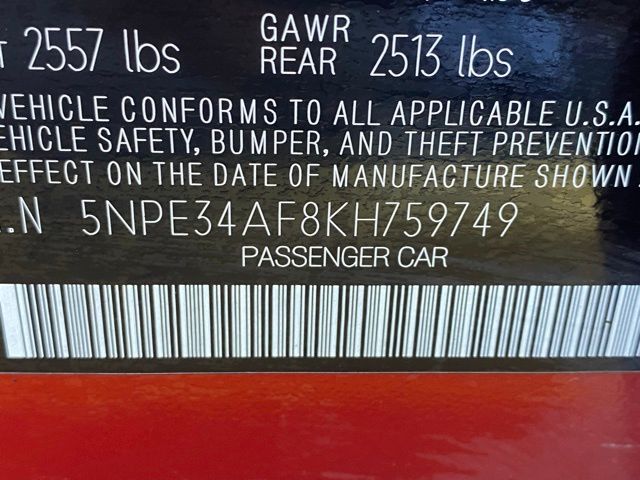 2557 lbs GAWR REAR 2513 lbs
VEHICLE CONFORMS TO ALL APPLICABLE U.S.A.
VEHICLE SAFETY, BUMPER, AND THEFT PREVENTION
EFFECT ON THE DATE OF MANUFACTURE SHOWN
.N 5NPE34AF8KH759749
PASSENGER CAR